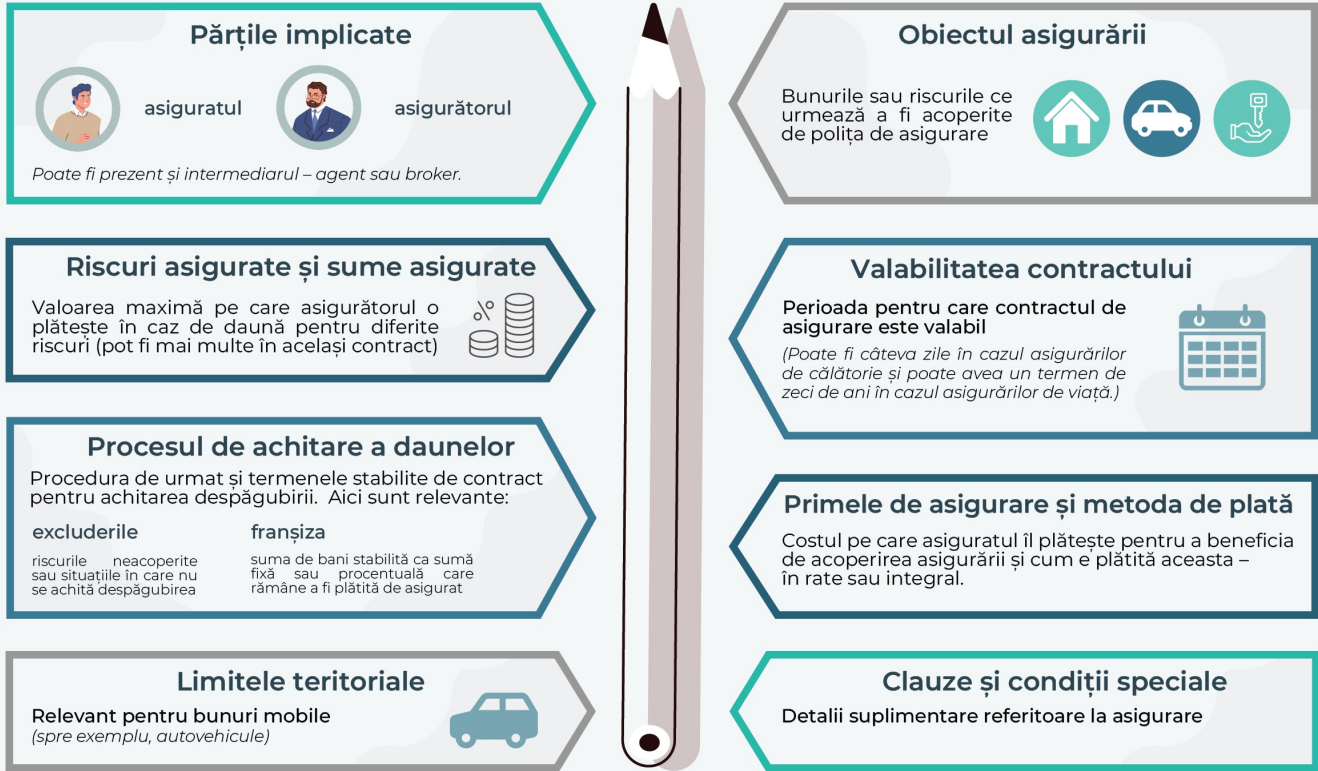 Părțile implicate
asiguratul
asigurătorul
Poate fi prezent și intermediarul – agent sau broker.
Obiectul asigurării
Bunurile sau riscurile ce
urmează a fi acoperite
de polița de asigurare
Riscuri asigurate și sume asigurate
Valoarea maximă pe care asigurătorul o
plătește în caz de daună pentru diferite
riscuri (pot fi mai multe în același contract)
%
Valabilitatea contractului
Perioada pentru care contractul de
asigurare este valabil
(Poate fi câteva zile în cazul asigurărilor
de călătorie și poate avea un termen de
zeci de ani în cazul asigurărilor de viață.)
Procesul de achitare a daunelor
Procedura de urmat și termenele stabilite de contract
pentru achitarea despăgubirii. Aici sunt relevante:
excluderile
riscurile neacoperite
sau situațiile în care nu
se achită despăgubirea
franșiza
suma de bani stabilită ca sumă
fixă sau procentuală care
rămâne a fi plătită de asigurat
Primele de asigurare și metoda de plată
Costul pe care asiguratul îl plătește pentru a beneficia
de acoperirea asigurării și cum e plătită aceasta –
în rate sau integral.
Limitele teritoriale
Relevant pentru bunuri mobile
(spre exemplu, autovehicule)
Clauze și condiții speciale
Detalii suplimentare referitoare la asigurare